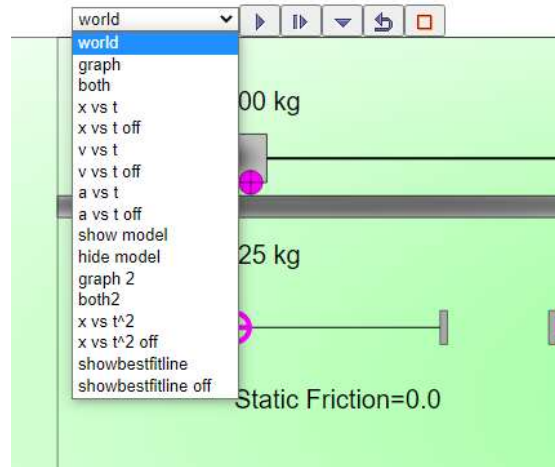 world
world
graph
both
x vs t
x vs t off
v vs t
v vs t off
a vs t
a vs t off
show model
hide model
graph 2
both2
x vs t^2
x vs t^2 off
showbestfitline
showbestfitline off
00 kg
25 kg
Static Friction=0.0